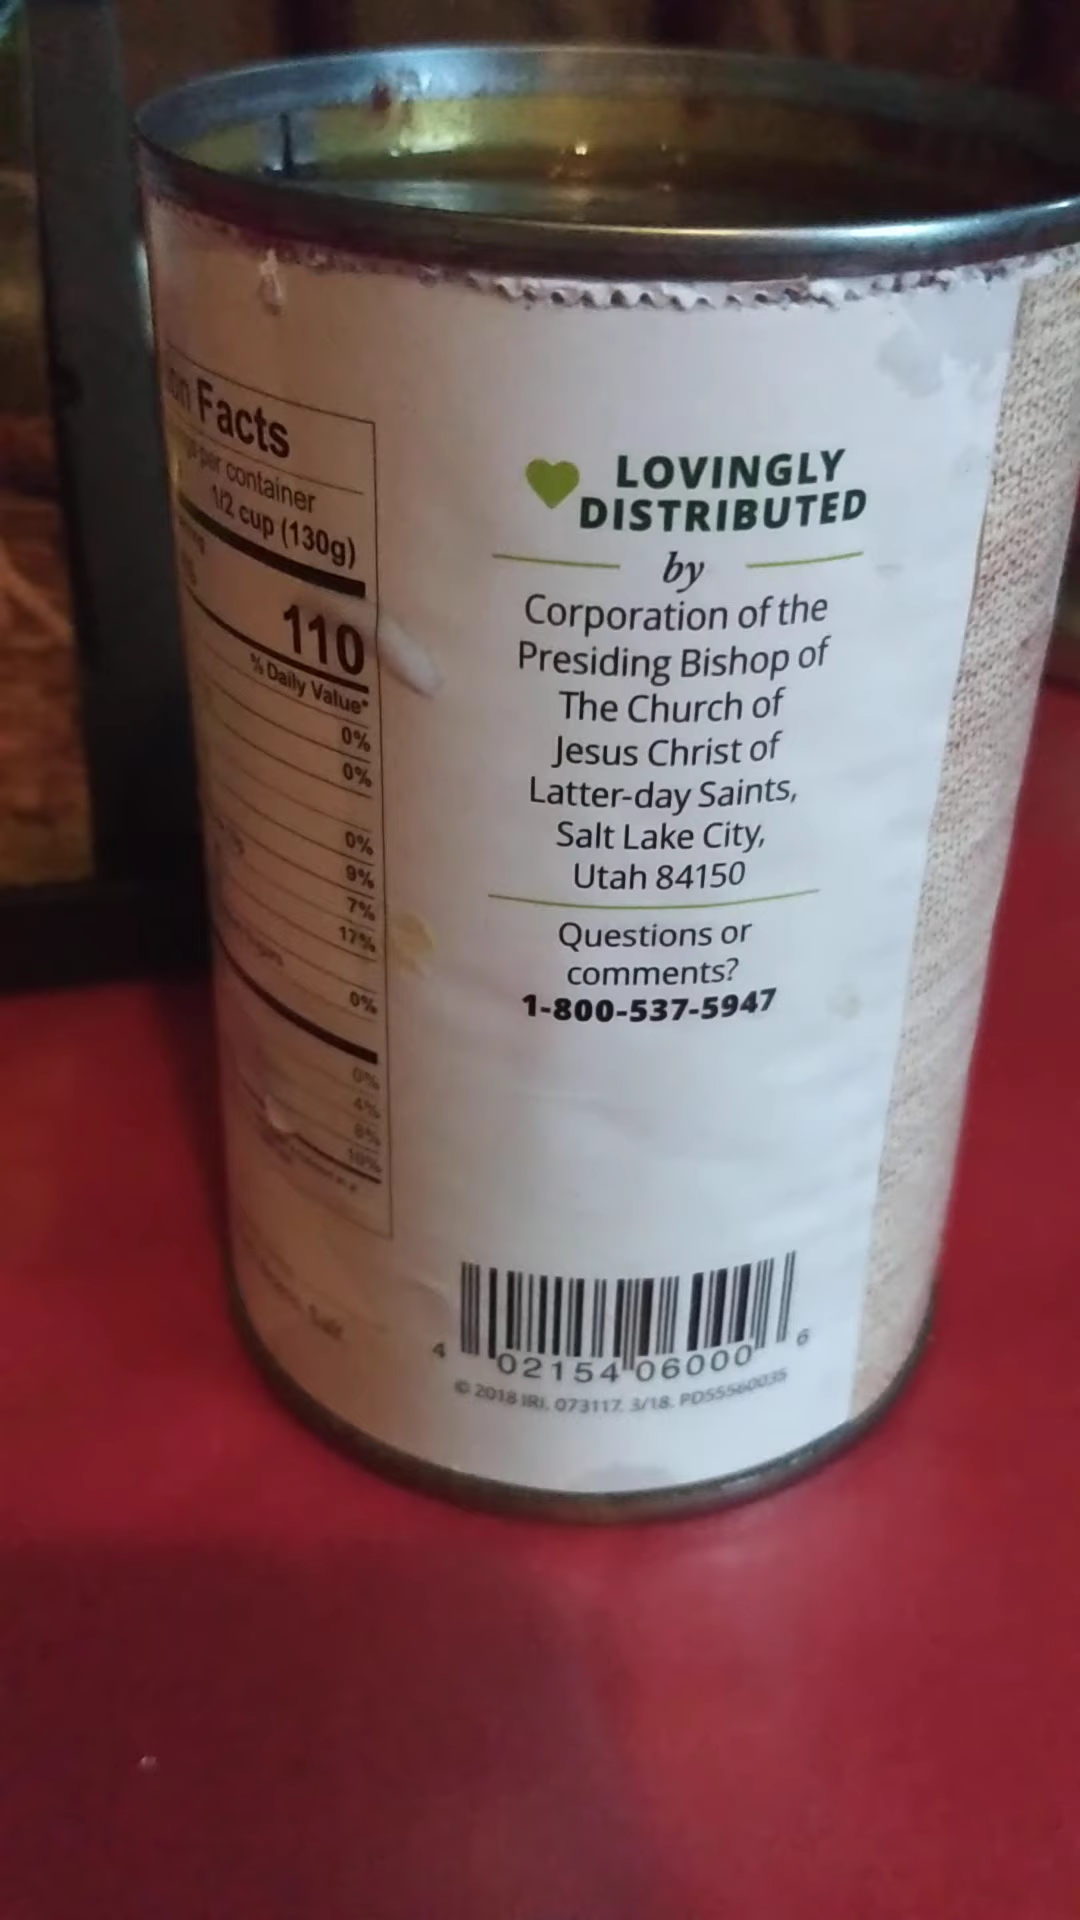 on Facts
per container
1/2 cup (130g)
110
% Daily Value*
0%
0%
0%
9%
7%
17%
0%
0%
4%
8%
10%
Salt
LOVINGLY
DISTRIBUTED
by
Corporation of the
Presiding Bishop of
The Church of
Jesus Christ of
Latter-day Saints,
Salt Lake City,
Utah 84150
Questions or
comments?
1-800-537-5947
4 02154 06000 6
© 2018 IRI. 073117. 3/18. PD55560035